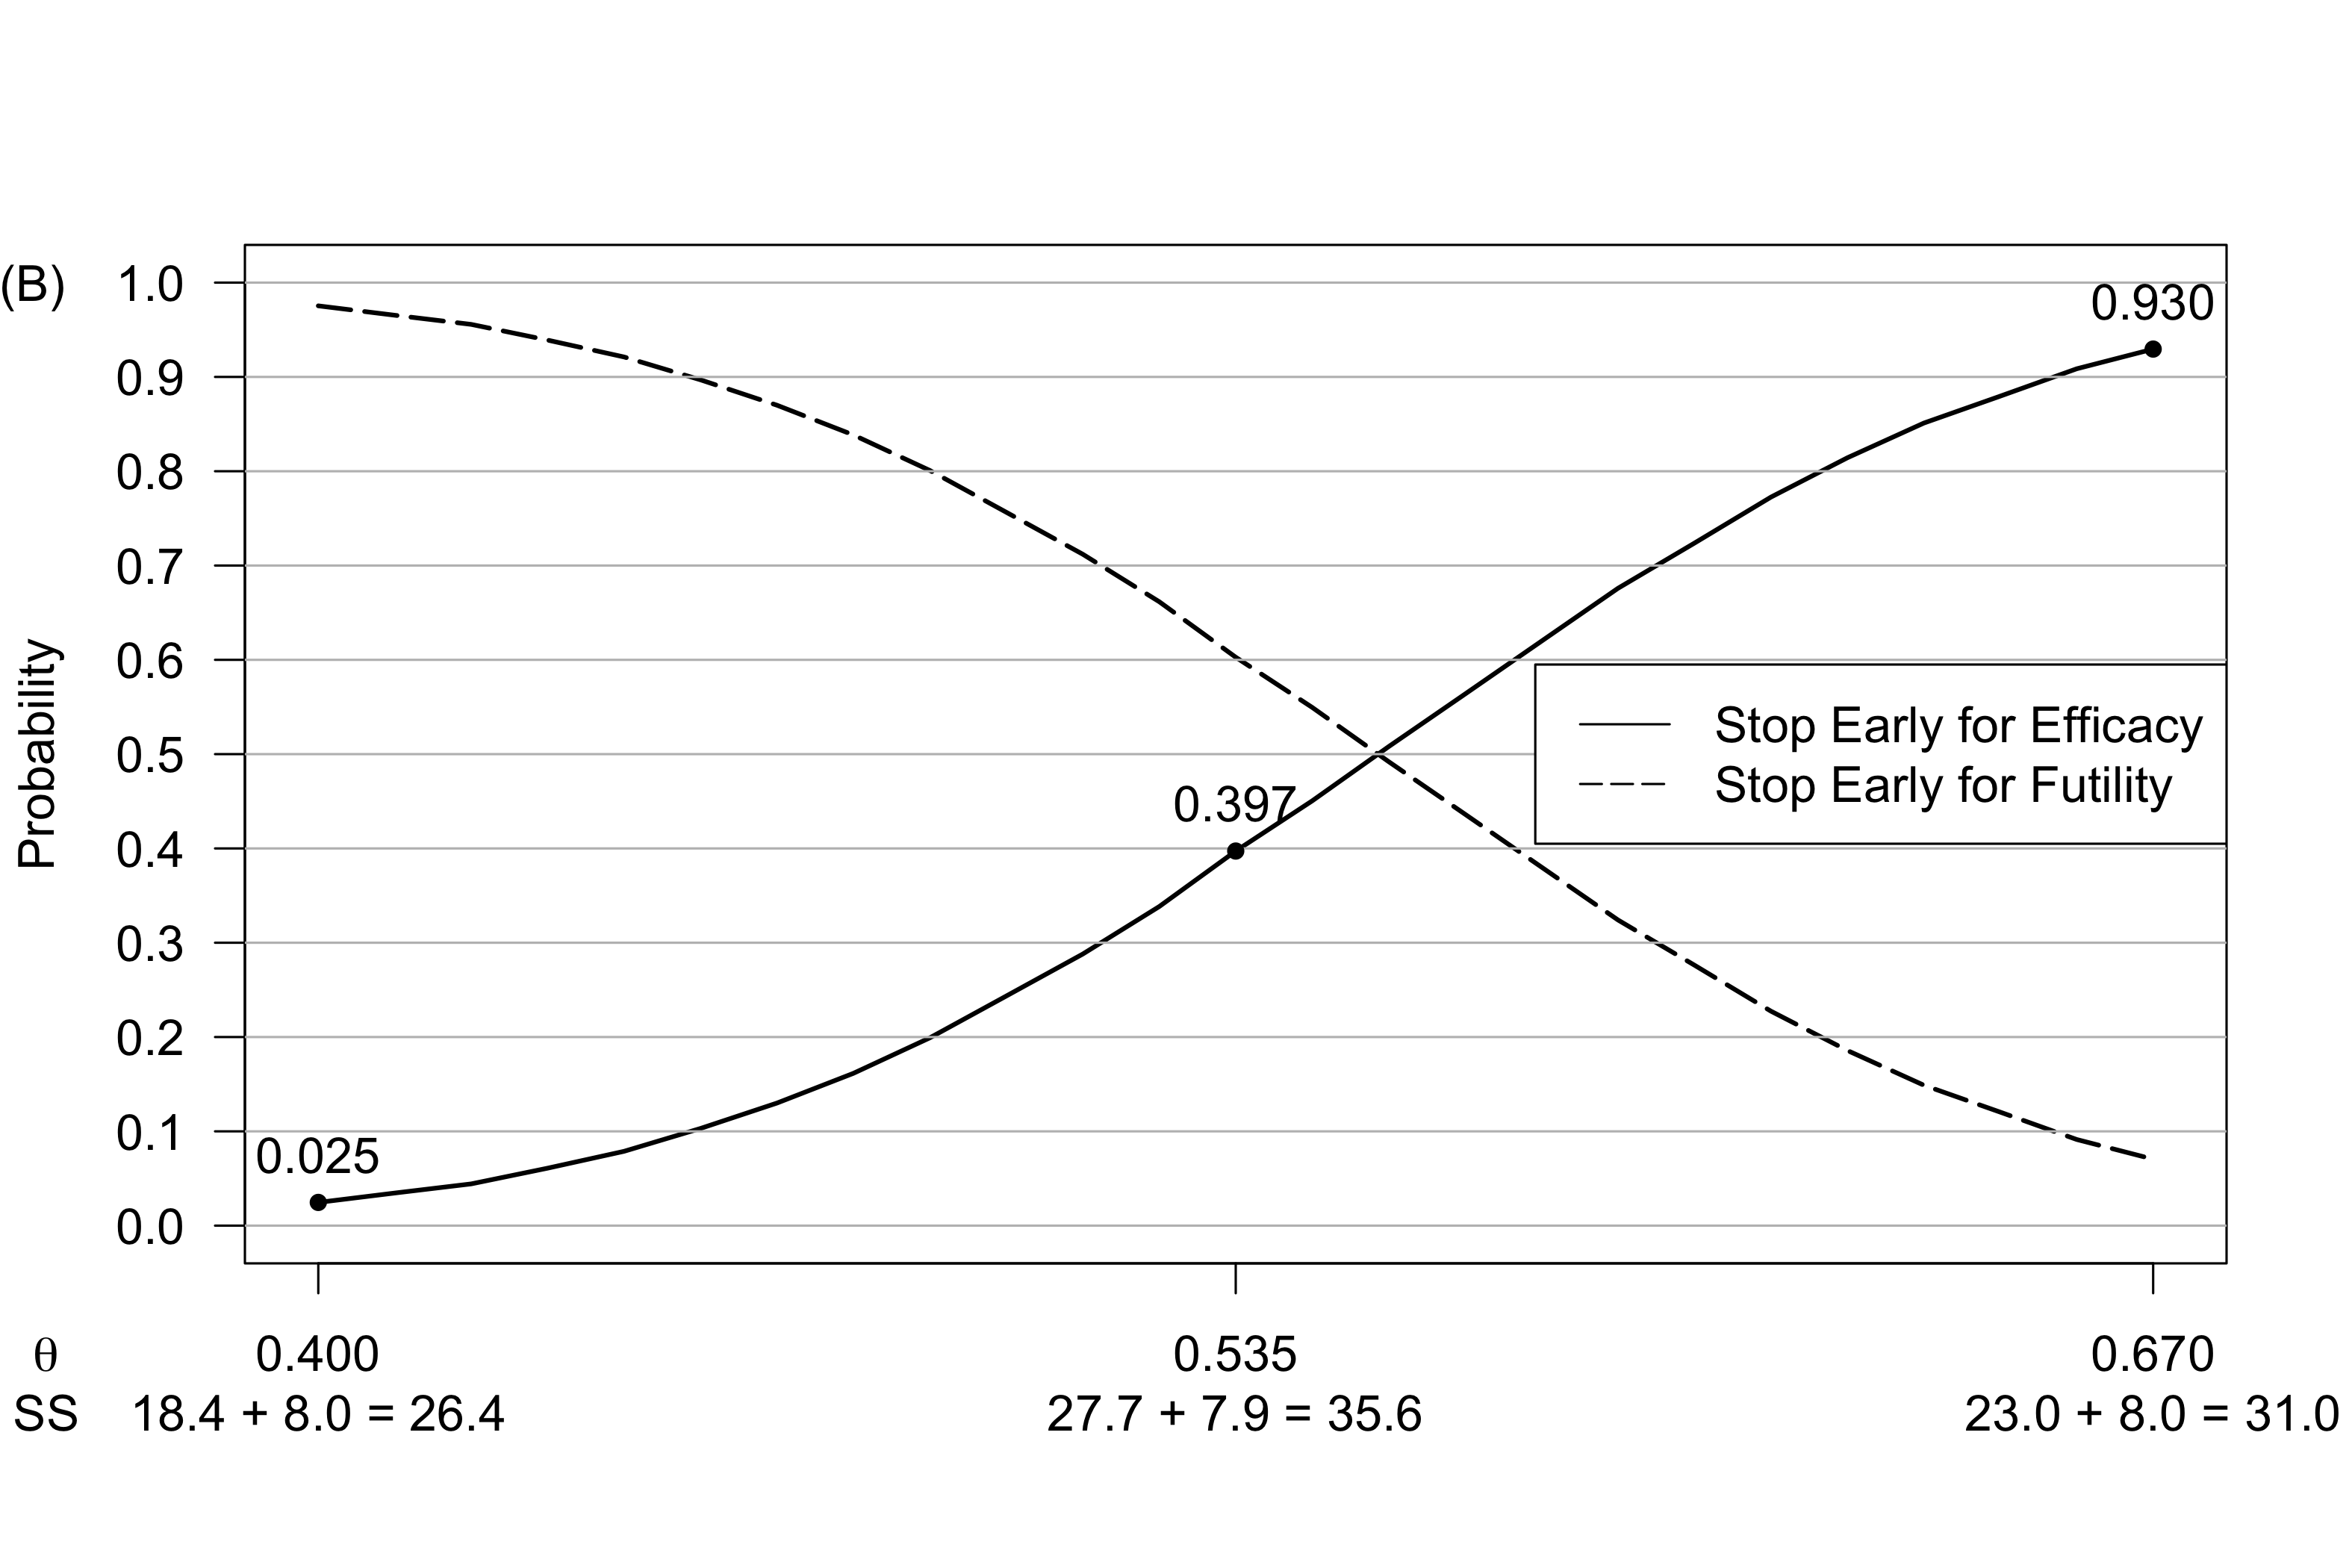 (B)
Probability
1.0
0.9
0.8
0.7
0.6
0.5
0.4
0.3
0.2
0.1
0.0
0.930
0.397
0.025
Stop Early for Efficacy
Stop Early for Futility
θ 0.400 0.535 0.670
SS 18.4 + 8.0 = 26.4 27.7 + 7.9 = 35.6 23.0 + 8.0 = 31.0